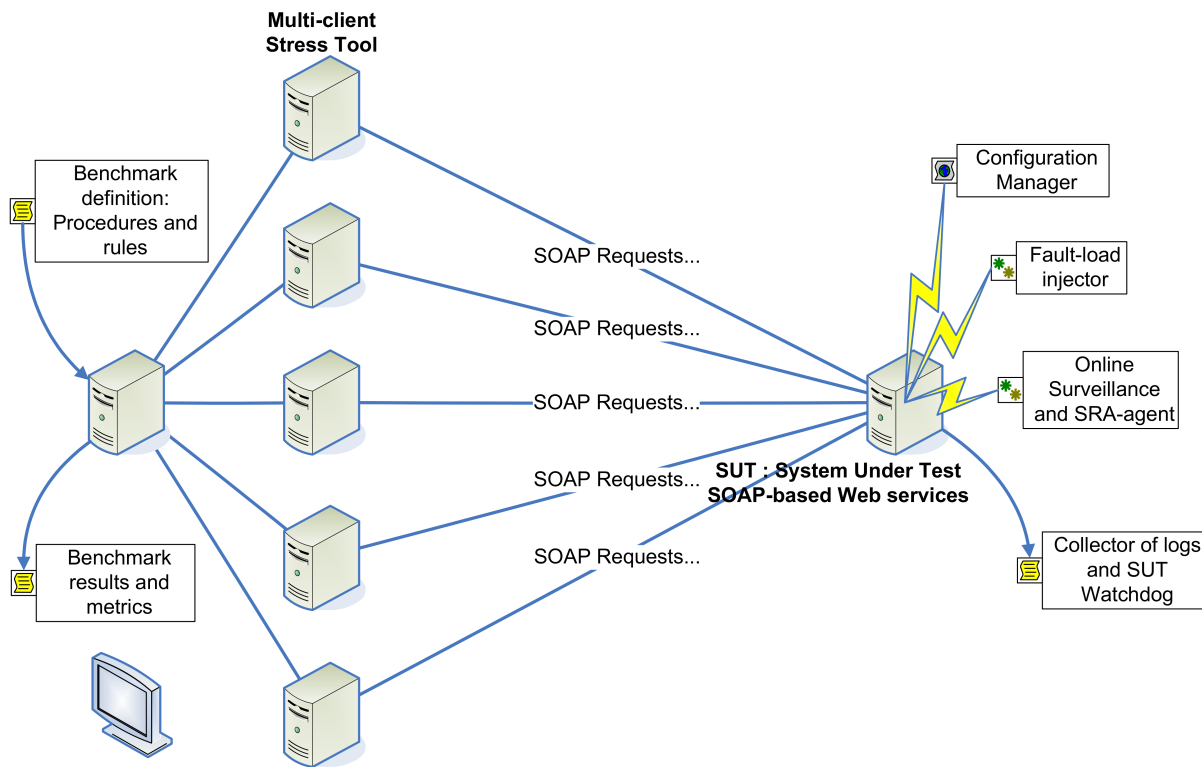 Multi-client
Stress Tool
Benchmark
definition:
Procedures and
rules
Configuration
Manager
SOAP Requests...
Fault-load
injector
SOAP Requests...
Online
Surveillance
and SRA-agent
SOAP Requests...
SUT : System Under Test
SOAP-based Web services
SOAP Requests...
SOAP Requests...
Benchmark
results and
metrics
Collector of logs
and SUT
Watchdog